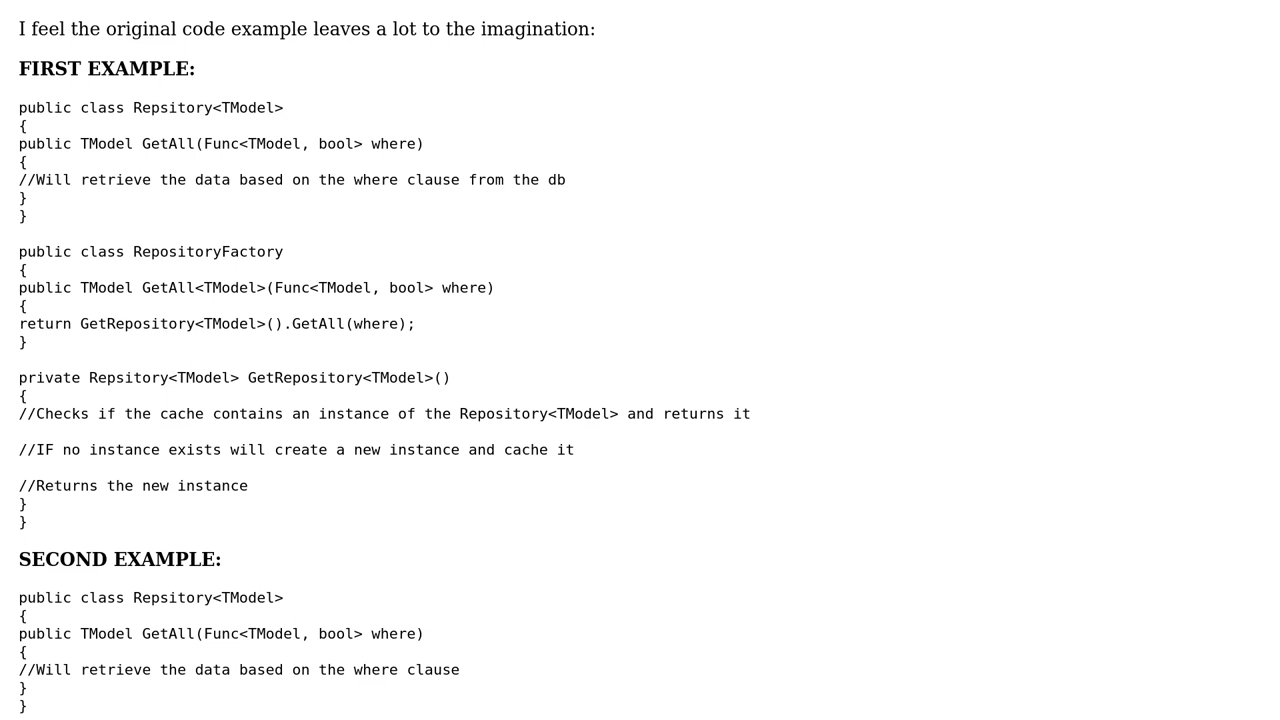 I feel the original code example leaves a lot to the imagination:
FIRST EXAMPLE:
public class Repsitory<TModel>
{
public TModel GetAll(Func<TModel, bool> where)
{
//Will retrieve the data based on the where clause from the db
}
}
public class RepositoryFactory
{
public TModel GetAll<TModel>(Func<TModel, bool> where)
{
return GetRepository<TModel>().GetAll(where);
}
private Repsitory<TModel> GetRepository<TModel>()
{
//Checks if the cache contains an instance of the Repository<TModel> and returns it
//IF no instance exists will create a new instance and cache it
//Returns the new instance
}
}
SECOND EXAMPLE:
public class Repsitory<TModel>
{
public TModel GetAll(Func<TModel, bool> where)
{
//Will retrieve the data based on the where clause
}
}